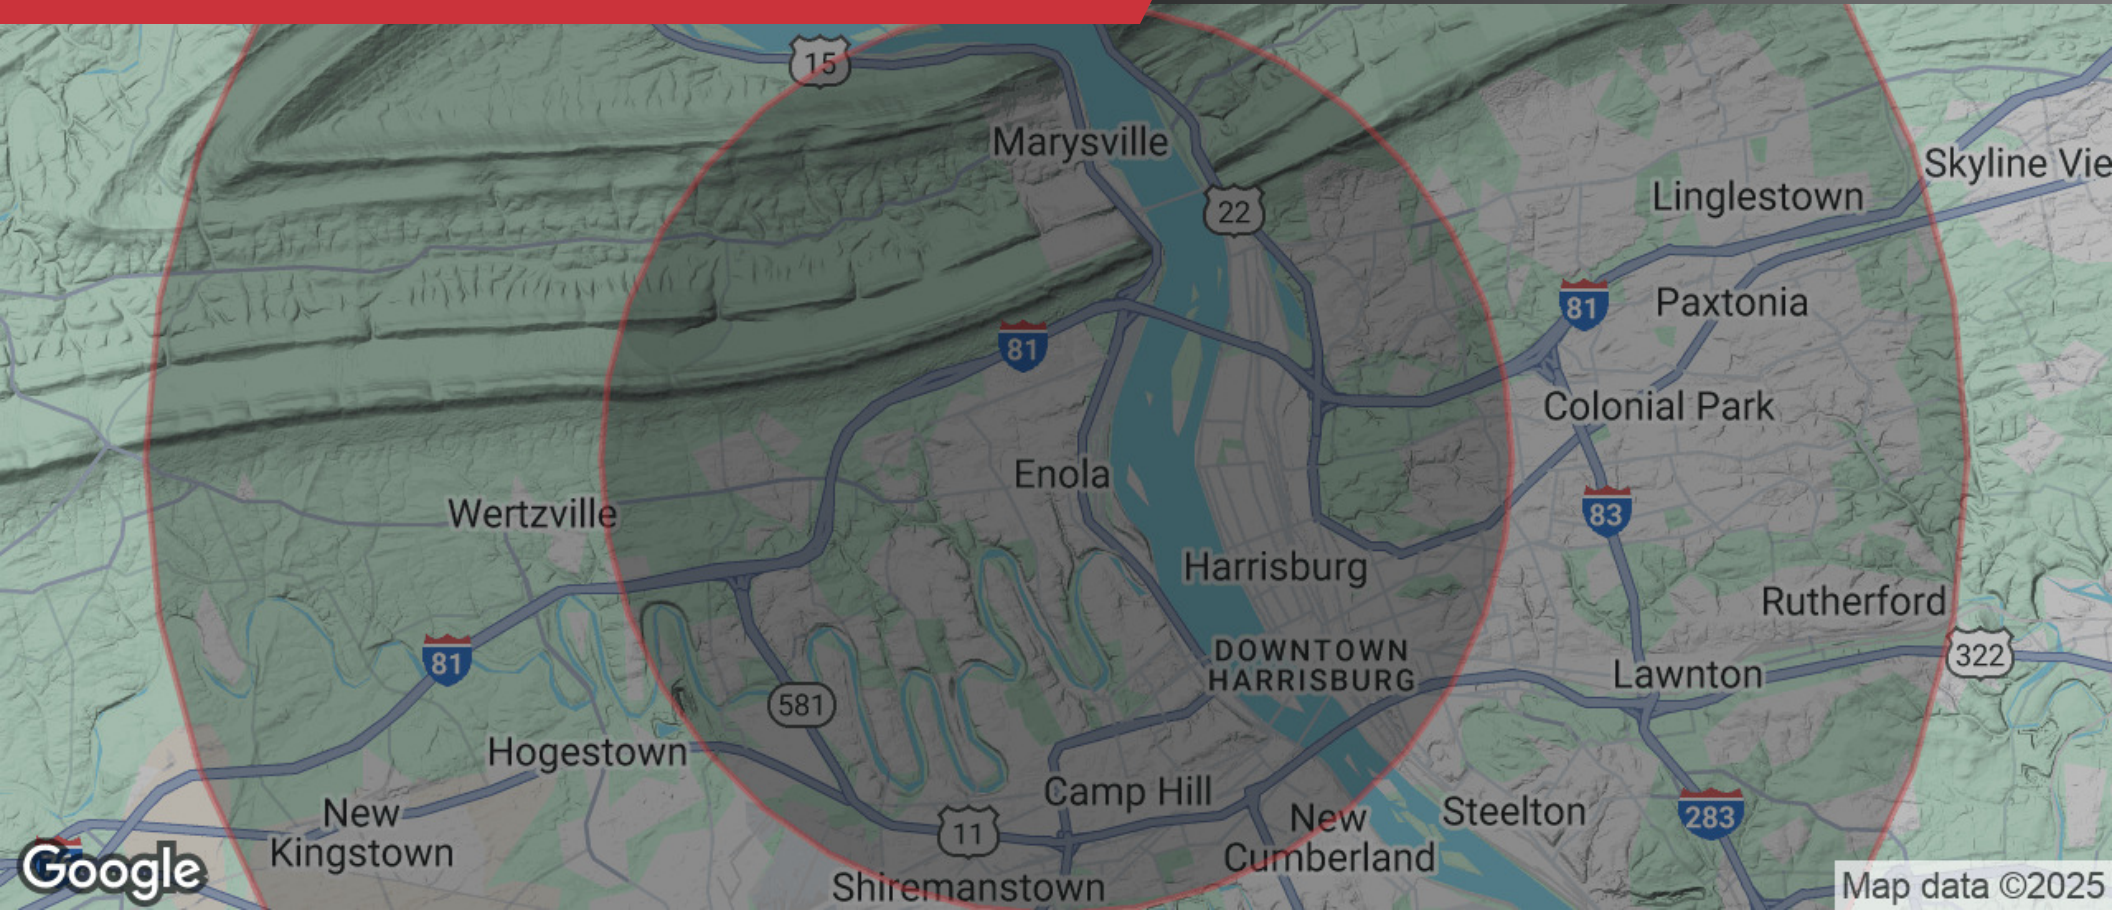 15
Marysville
22
Skyline Vie
Linglestown
81
Paxtonia
81
Colonial Park
Enola
83
Wertzville
Harrisburg
Rutherford
DOWNTOWN
HARRISBURG
322
81
Lawnton
581
Hogestown
Camp Hill
New
Kingstown
11
New
Cumberland
Steelton
283
Shiremanstown
Google
Map data ©2025